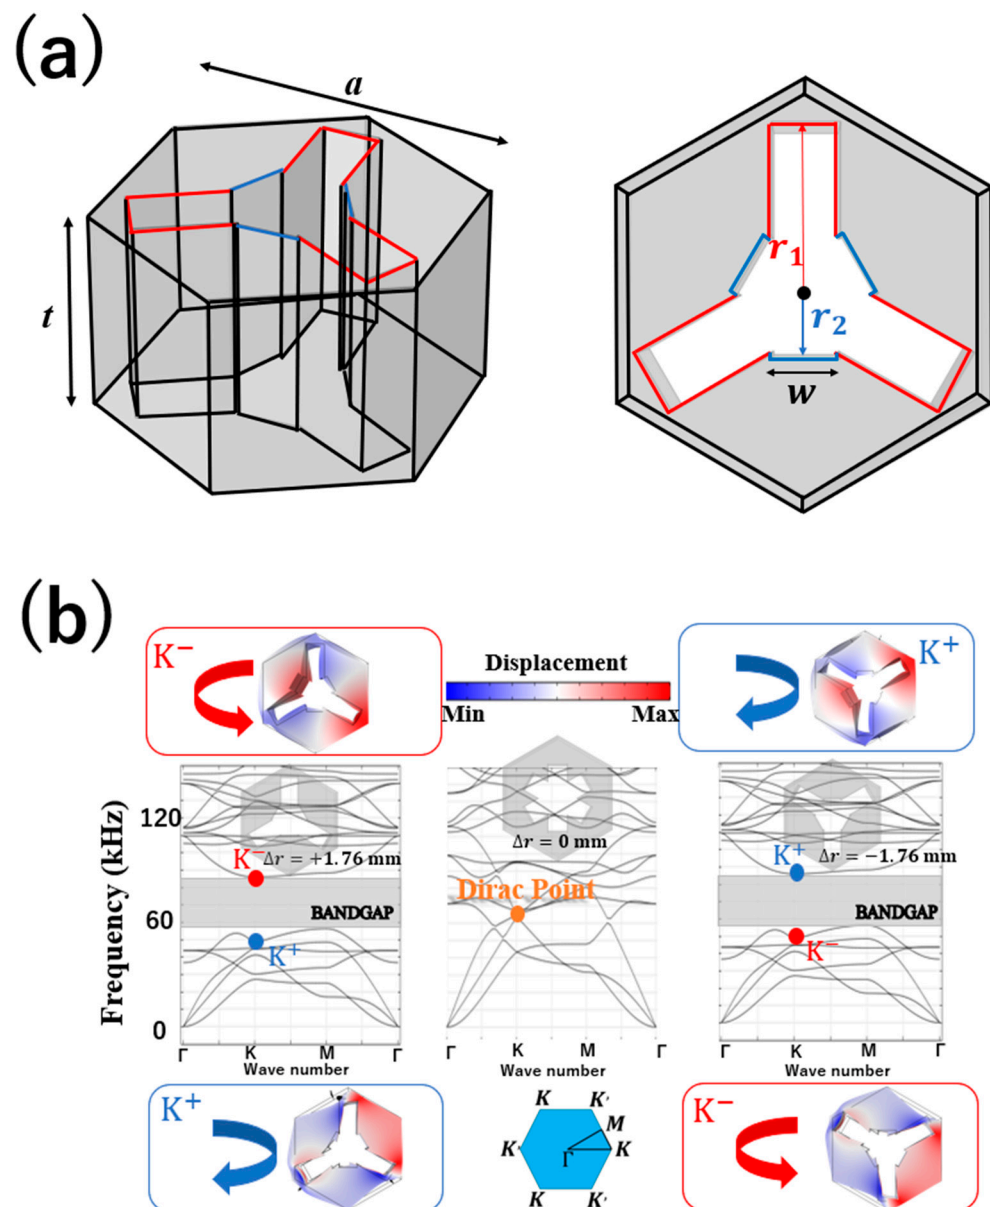 (a)
a
t
r₁
r₂
w
(b)
K⁻
Displacement
Min Max
K⁺
Frequency (kHz)
120
60
0
K⁻ Δr = +1.76 mm
BANDGAP
K⁺
Γ K M Γ
Wave number
Δr = 0 mm
Dirac Point
Γ K M Γ
Wave number
K⁺ Δr = −1.76 mm
BANDGAP
K⁻
Γ K M Γ
Wave number
K⁺
K K'
M
K' Γ K
K K'
K⁻